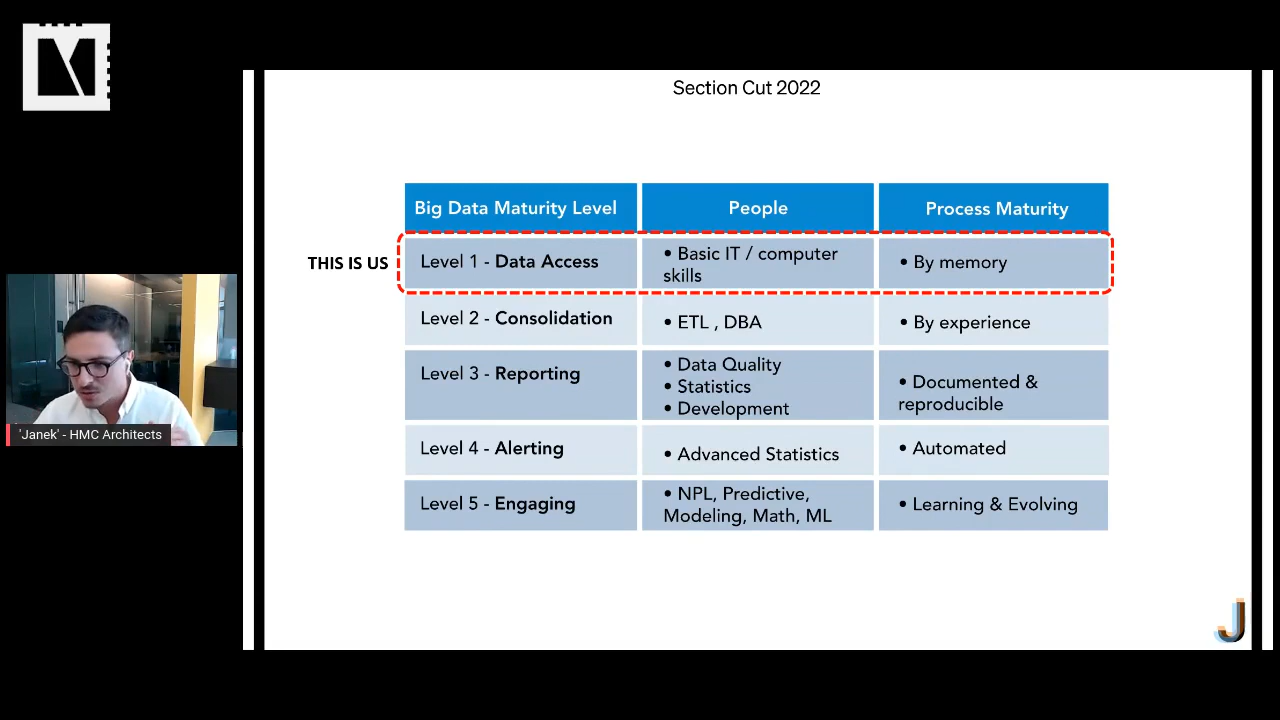 Section Cut 2022
Big Data Maturity Level
People
Process Maturity
THIS IS US
Level 1 - Data Access
• Basic IT / computer
skills
• By memory
Level 2 - Consolidation
• ETL , DBA
• By experience
Level 3 - Reporting
• Data Quality
• Statistics
• Development
• Documented &
reproducible
Level 4 - Alerting
• Advanced Statistics
• Automated
Level 5 - Engaging
• NPL, Predictive,
Modeling, Math, ML
• Learning & Evolving
'Janek' - HMC Architects
J